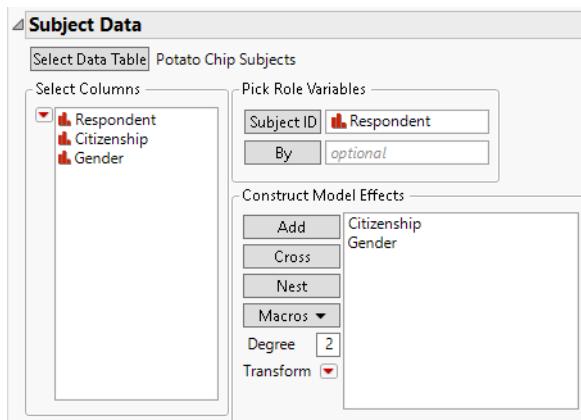 Subject Data
Select Data Table Potato Chip Subjects
Select Columns
Respondent
Citizenship
Gender
Pick Role Variables
Subject ID Respondent
By optional
Construct Model Effects
Add
Cross
Nest
Macros
Degree 2
Transform
Citizenship
Gender